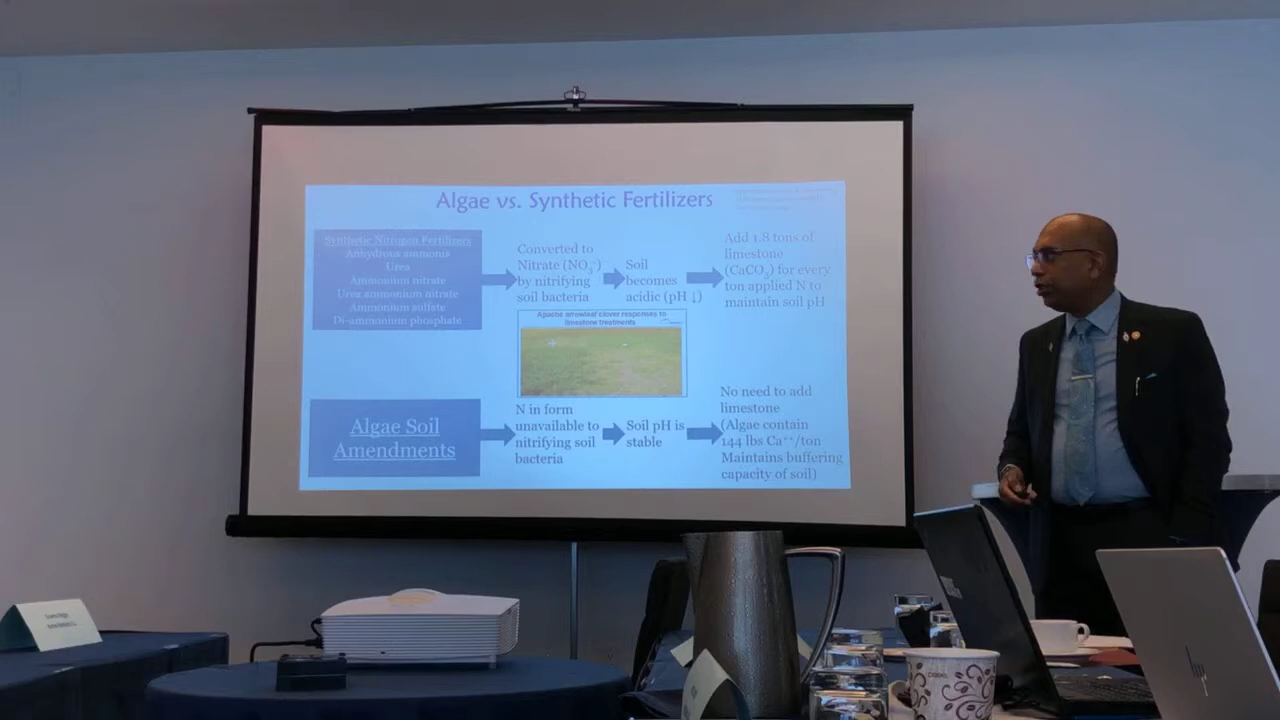 Algae vs. Synthetic Fertilizers
Synthetic Nitrogen Fertilizers
Anhydrous ammonia
Urea
Ammonium nitrate
Urea ammonium nitrate
Ammonium sulfate
Di-ammonium phosphate
Converted to
Nitrate (NO₃⁻)
by nitrifying
soil bacteria
Soil
becomes
acidic (pH ↓)
Add 1.8 tons of
limestone
(CaCO₃) for every
ton applied N to
maintain soil pH
Apache arrowleaf clover responses to
limestone treatments
Algae Soil
Amendments
N in form
unavailable to
nitrifying soil
bacteria
Soil pH is
stable
No need to add
limestone
(Algae contain
144 lbs Ca⁺⁺/ton
Maintains buffering
capacity of soil)
hp